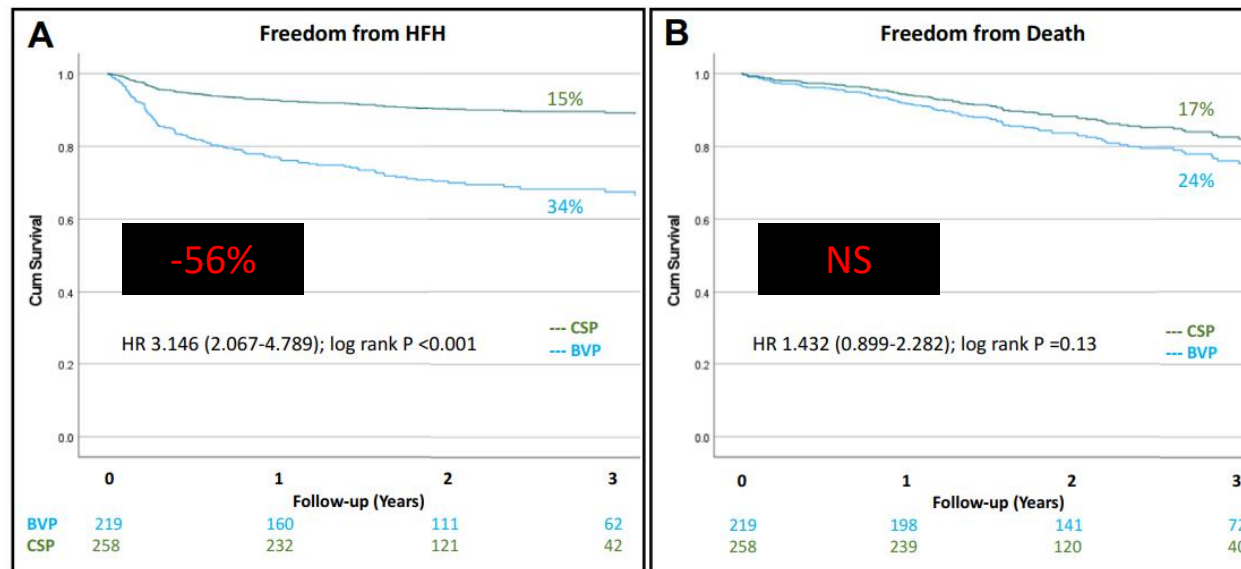 A
Freedom from HFH
1.0
0.8
0.6
0.4
0.2
0.0
Cum Survival
15%
34%
-56%
--- CSP
--- BVP
HR 3.146 (2.067-4.789); log rank P <0.001
0 1 2 3
Follow-up (Years)
BVP 219 160 111 62
CSP 258 232 121 42
B
Freedom from Death
1.0
0.8
0.6
0.4
0.2
0.0
Cum Survival
17%
24%
NS
--- CSP
--- BVP
HR 1.432 (0.899-2.282); log rank P =0.13
0 1 2 3
Follow-up (Years)
219 198 141 72
258 239 120 40